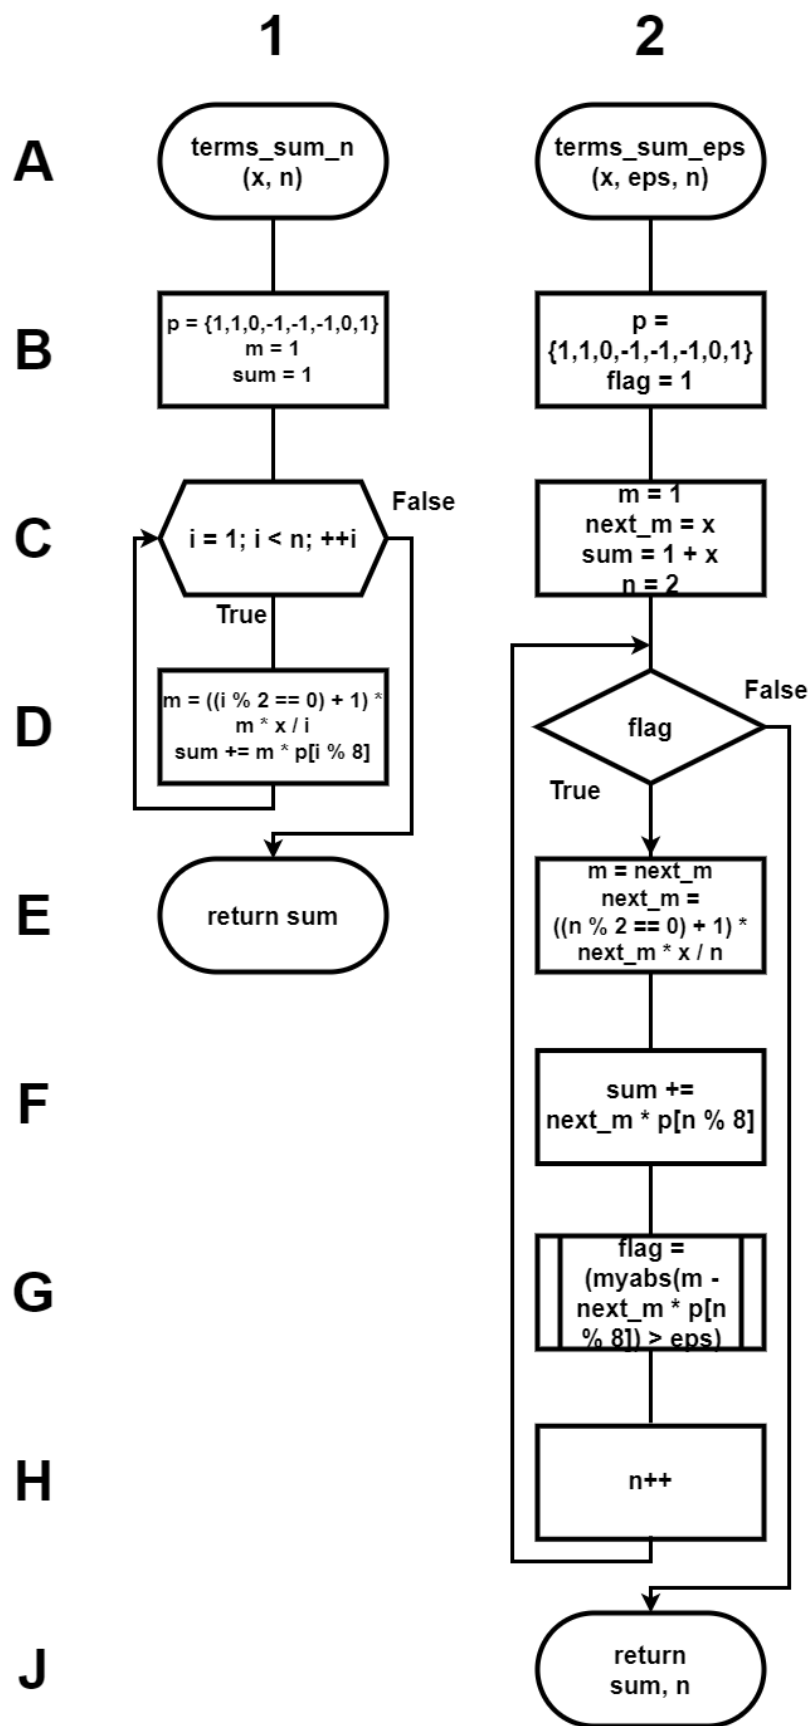 1
2
A
terms_sum_n
(x, n)
terms_sum_eps
(x, eps, n)
B
p = {1,1,0,-1,-1,-1,0,1}
m = 1
sum = 1
p =
{1,1,0,-1,-1,-1,0,1}
flag = 1
C
i = 1; i < n; ++i
False
True
m = 1
next_m = x
sum = 1 + x
n = 2
D
m = ((i % 2 == 0) + 1) *
m * x / i
sum += m * p[i % 8]
flag
False
True
E
return sum
m = next_m
next_m =
((n % 2 == 0) + 1) *
next_m * x / n
F
sum +=
next_m * p[n % 8]
G
flag =
(myabs(m -
next_m * p[n
% 8]) > eps)
H
n++
J
return
sum, n